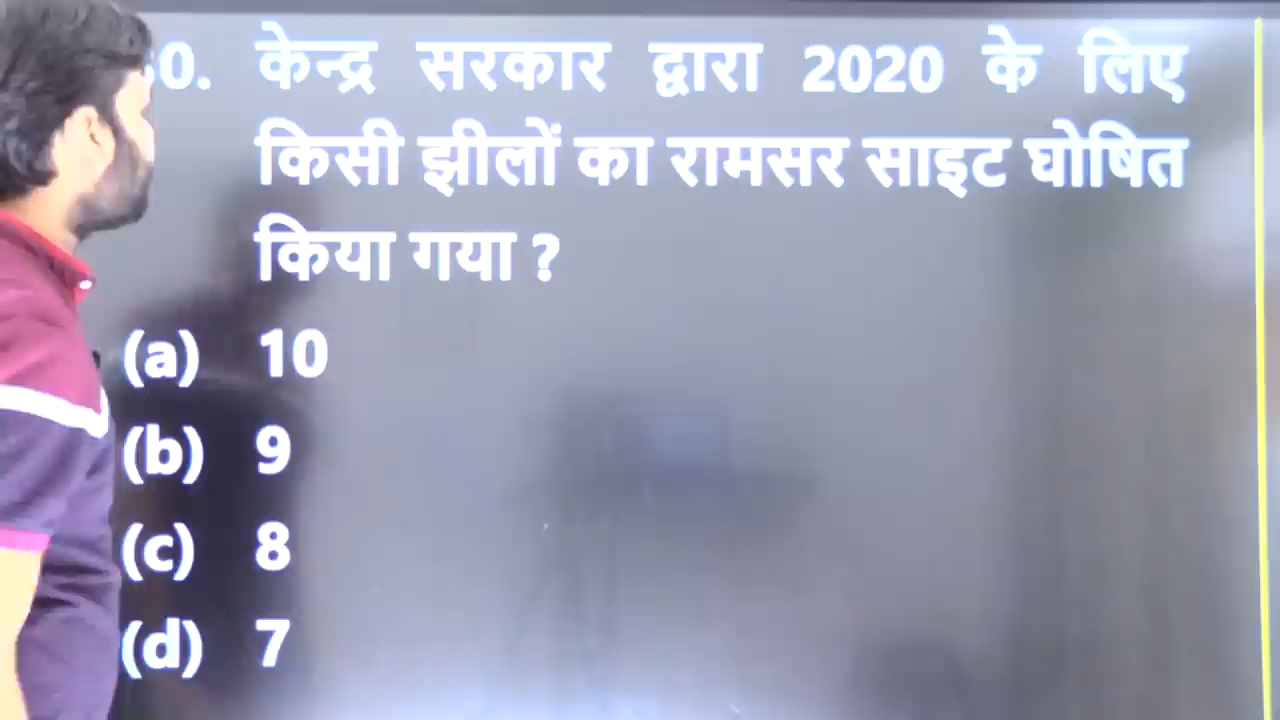 0. केन्द्र सरकार द्वारा 2020 के लिए
किसी झीलों का रामसर साइट घोषित
किया गया ?
(a) 10
(b) 9
(c) 8
(d) 7